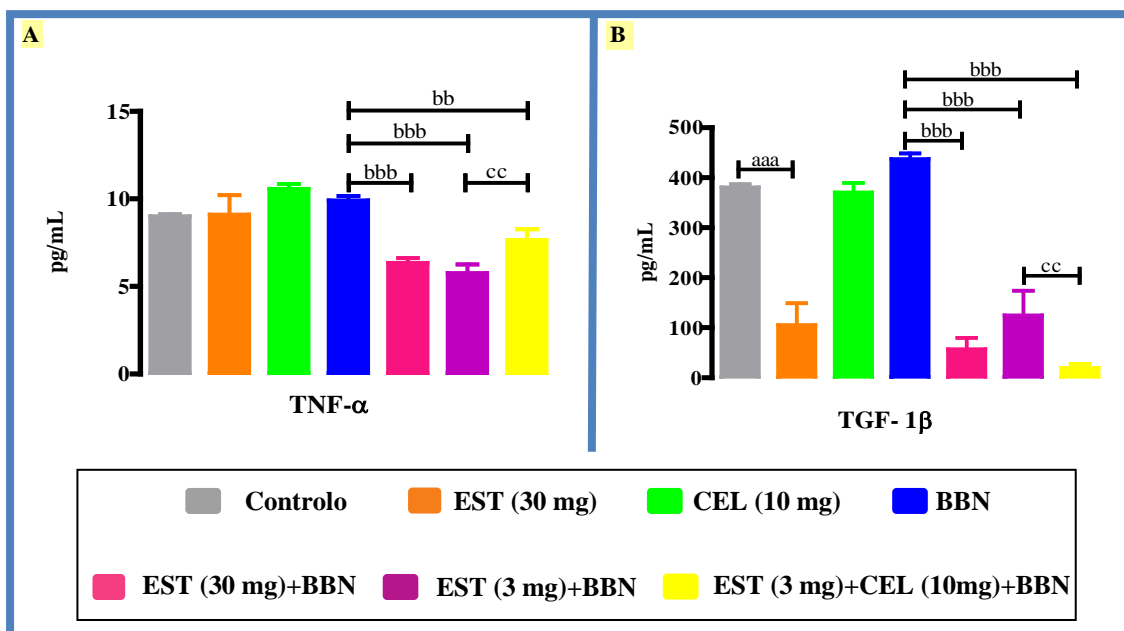 A
bb
15
bbb
bbb
cc
10
pg/mL
5
0
TNF-α
B
bbb
bbb
500
bbb
aaa
400
300
pg/mL
cc
200
100
0
TGF- 1β
Controlo
EST (30 mg)
CEL (10 mg)
BBN
EST (30 mg)+BBN
EST (3 mg)+BBN
EST (3 mg)+CEL (10mg)+BBN